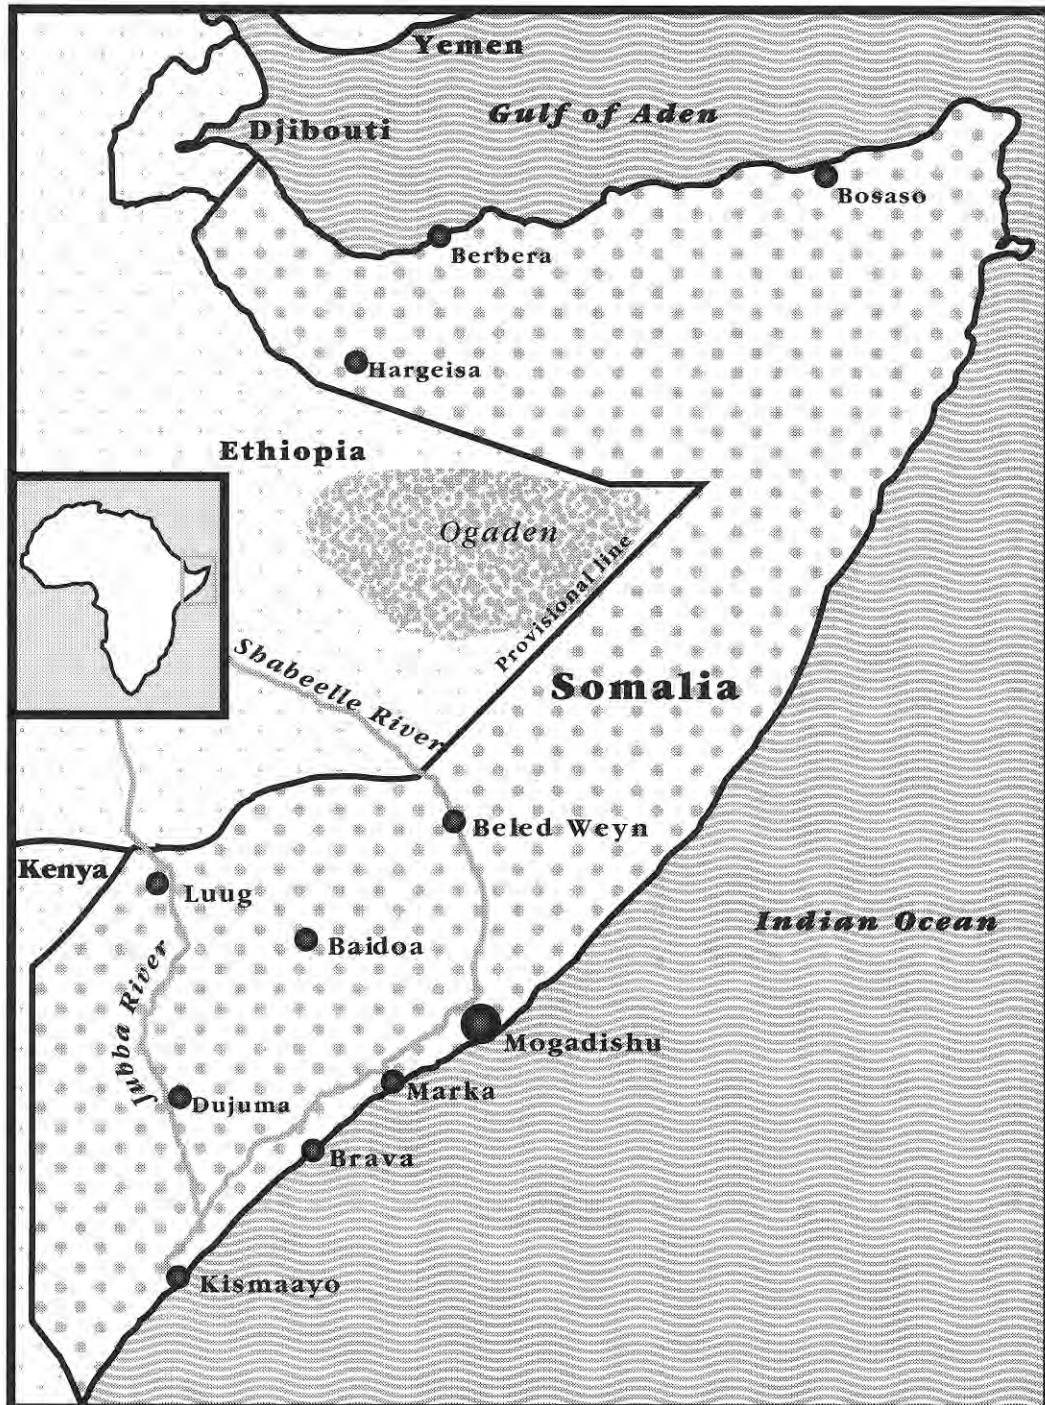 Yemen
Gulf of Aden
Djibouti
Bosaso
Berbera
Hargeisa
Ethiopia
Ogaden
Provisional line
Shabeelle River
Somalia
Beled Weyn
Kenya
Luug
Indian Ocean
Baidoa
Jubba River
Mogadishu
Marka
Dujuma
Brava
Kismaayo